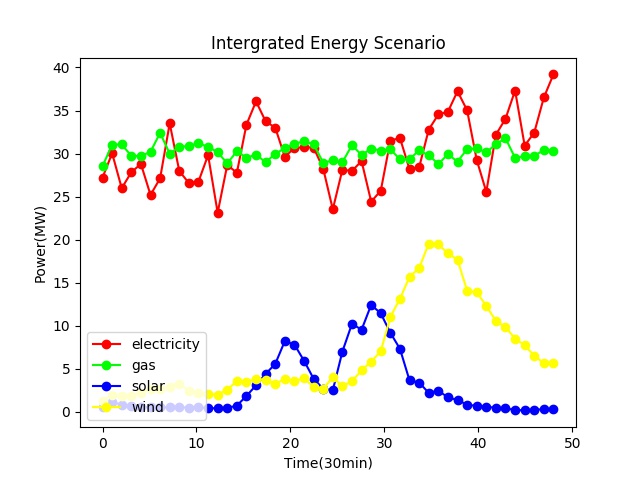 Intergrated Energy Scenario
Power(MW)
40
35
30
25
20
15
10
5
0
electricity
gas
solar
wind
0 10 20 30 40 50
Time(30min)